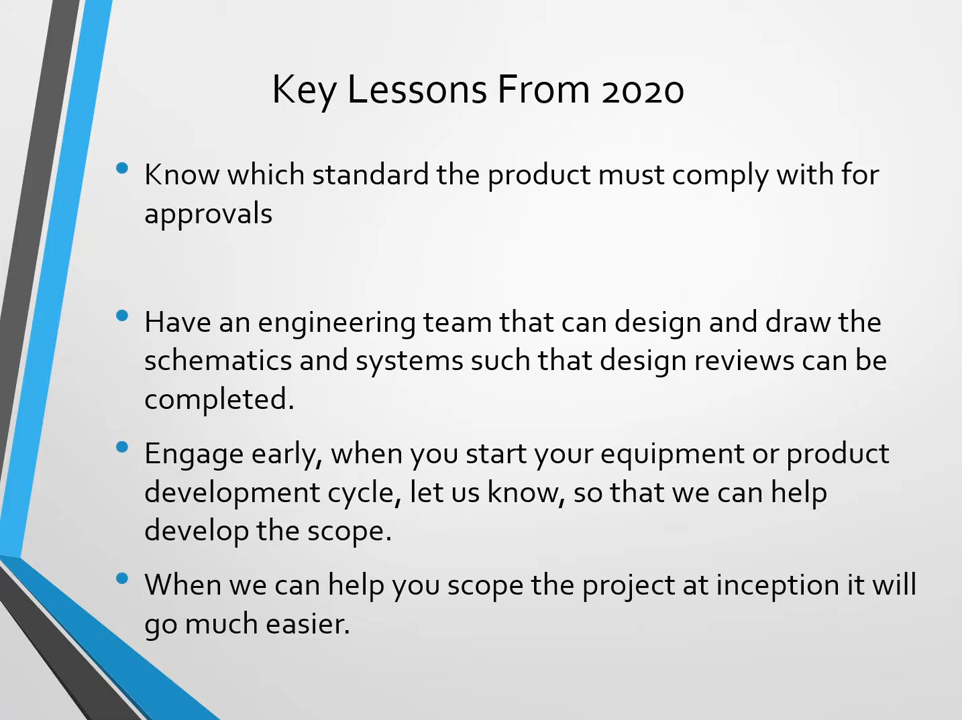 Key Lessons From 2020
Know which standard the product must comply with for
approvals
Have an engineering team that can design and draw the
schematics and systems such that design reviews can be
completed.
Engage early, when you start your equipment or product
development cycle, let us know, so that we can help
develop the scope.
When we can help you scope the project at inception it will
go much easier.